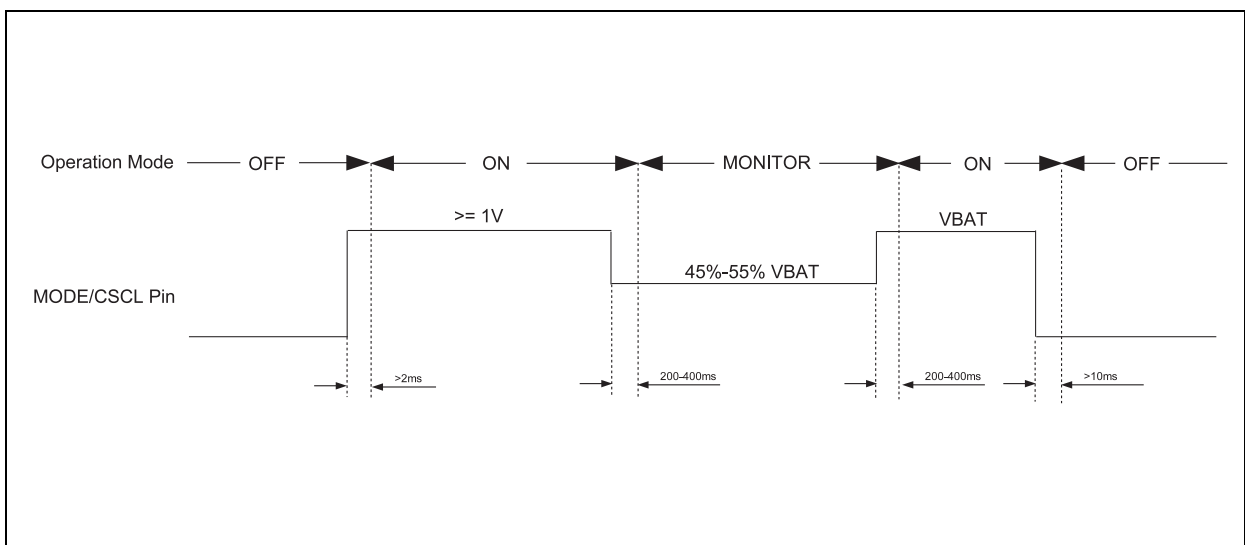 Operation Mode OFF ON MONITOR ON OFF
>= 1V VBAT
45%-55% VBAT
MODE/CSCL Pin
>2ms 200-400ms 200-400ms >10ms